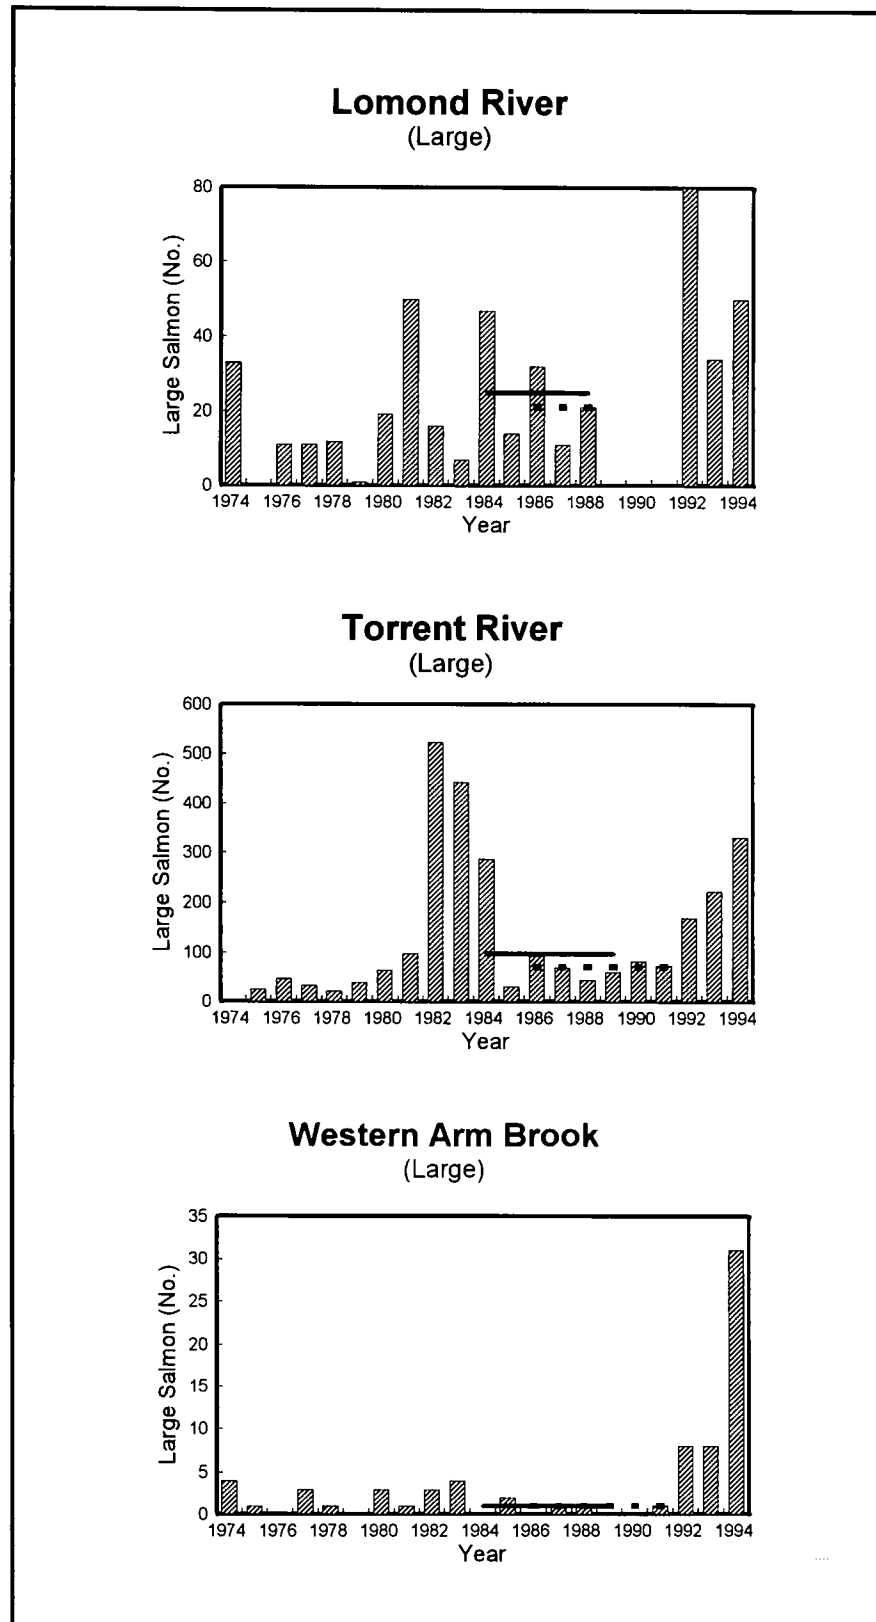 Lomond River
(Large)
80
60
40
20
0
Large Salmon (No.)
1974 1976 1978 1980 1982 1984 1986 1988 1990 1992 1994
Year
Torrent River
(Large)
600
500
400
300
200
100
0
Large Salmon (No.)
1974 1976 1978 1980 1982 1984 1986 1988 1990 1992 1994
Year
Western Arm Brook
(Large)
35
30
25
20
15
10
5
0
Large Salmon (No.)
1974 1976 1978 1980 1982 1984 1986 1988 1990 1992 1994
Year